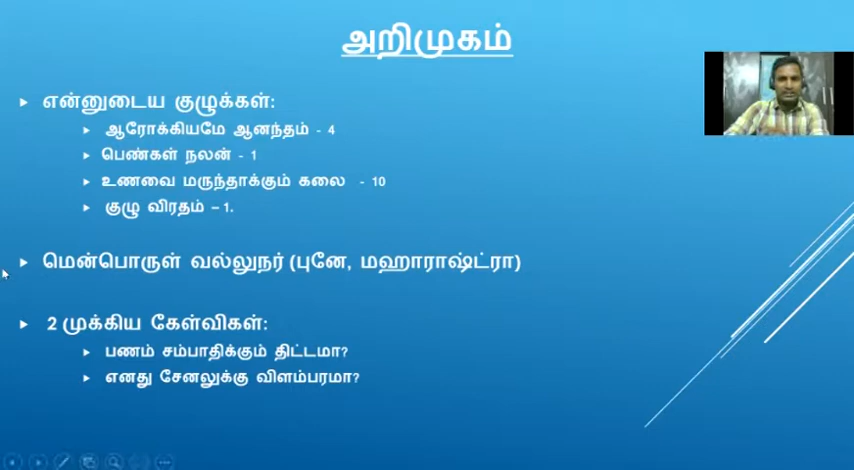 அறிமுகம்
என்னுடைய குழுக்கள்:
ஆரோக்கியமே ஆனந்தம் - 4
பெண்கள் நலன் - 1
உணவை மருந்தாக்கும் கலை - 10
குழு விரதம் – 1.
மென்பொருள் வல்லுநர் (புனே, மஹாராஷ்ட்ரா)
2 முக்கிய கேள்விகள்:
பணம் சம்பாதிக்கும் திட்டமா?
எனது சேனலுக்கு விளம்பரமா?